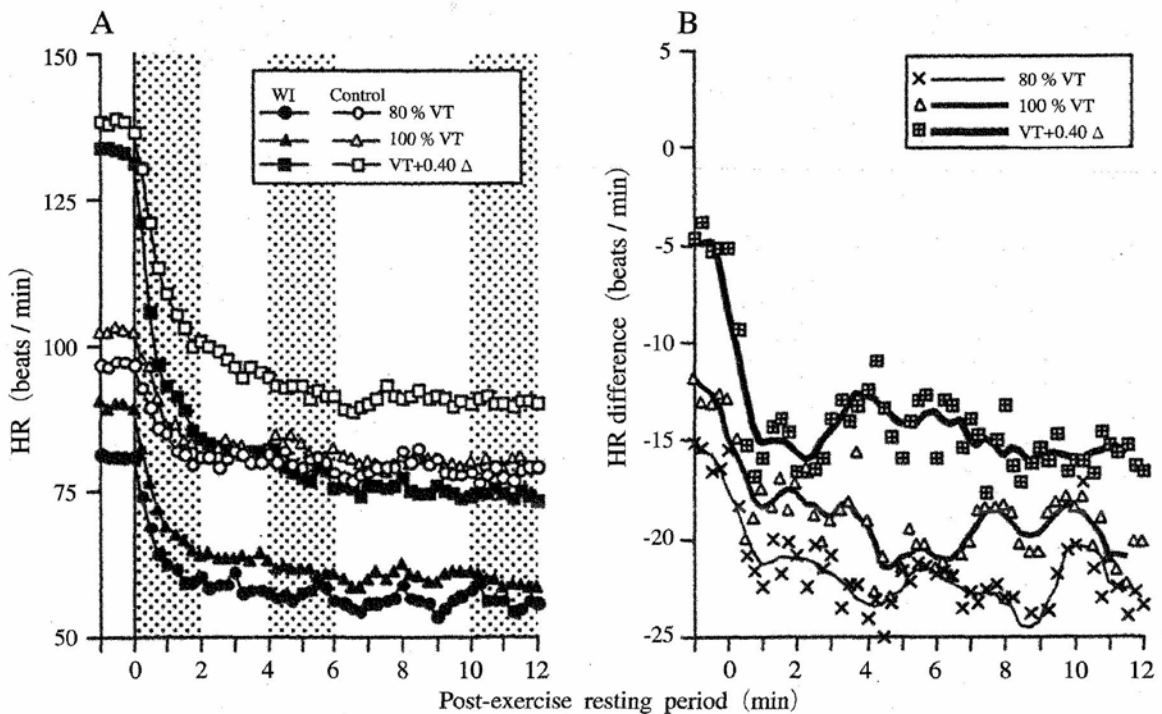 A
HR (beats / min)
150
125
100
75
50
WI Control
80 % VT
100 % VT
VT+0.40 Δ
0 2 4 6 8 10 12
B
HR difference (beats / min)
5
0
-5
-10
-15
-20
-25
80 % VT
100 % VT
VT+0.40 Δ
0 2 4 6 8 10 12
Post-exercise resting period (min)